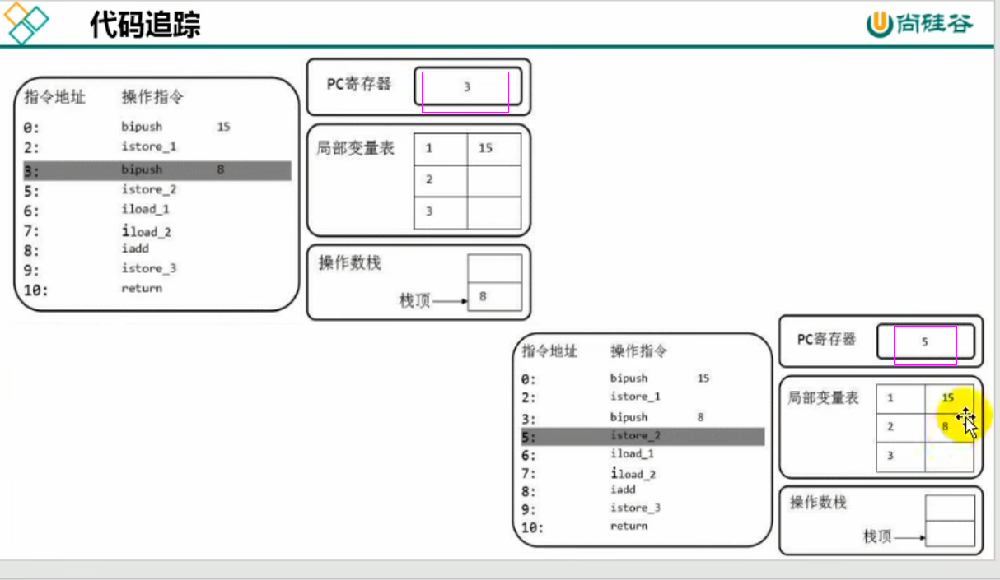 代码追踪
尚硅谷
指令地址 操作指令
0: bipush 15
2: istore_1
3: bipush 8
5: istore_2
6: iload_1
7: iload_2
8: iadd
9: istore_3
10: return
PC寄存器 3
局部变量表 1 15
2
3
操作数栈
栈顶 8
指令地址 操作指令
0: bipush 15
2: istore_1
3: bipush 8
5: istore_2
6: iload_1
7: iload_2
8: iadd
9: istore_3
10: return
PC寄存器 5
局部变量表 1 15
2 8
3
操作数栈
栈顶